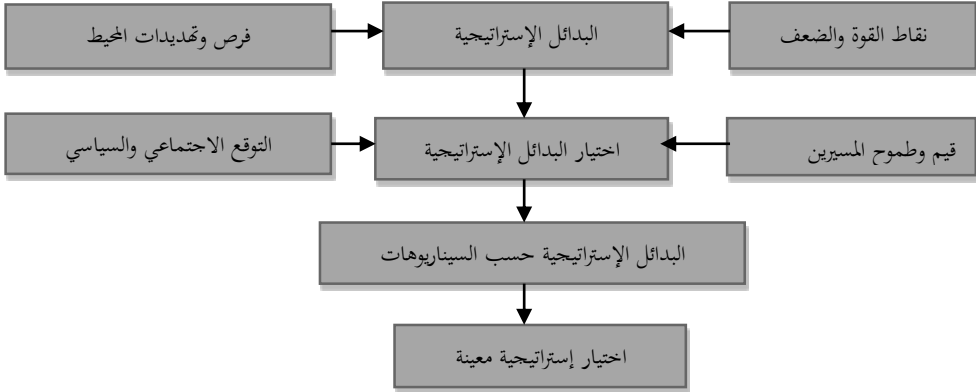 نقاط القوة والضعف
البدائل الإستراتيجية
فرص وتهديدات المحيط
قيم وطموح المسيرين
اختيار البدائل الإستراتيجية
التوقع الاجتماعي والسياسي
البدائل الإستراتيجية حسب السيناريوهات
اختيار إستراتيجية معينة